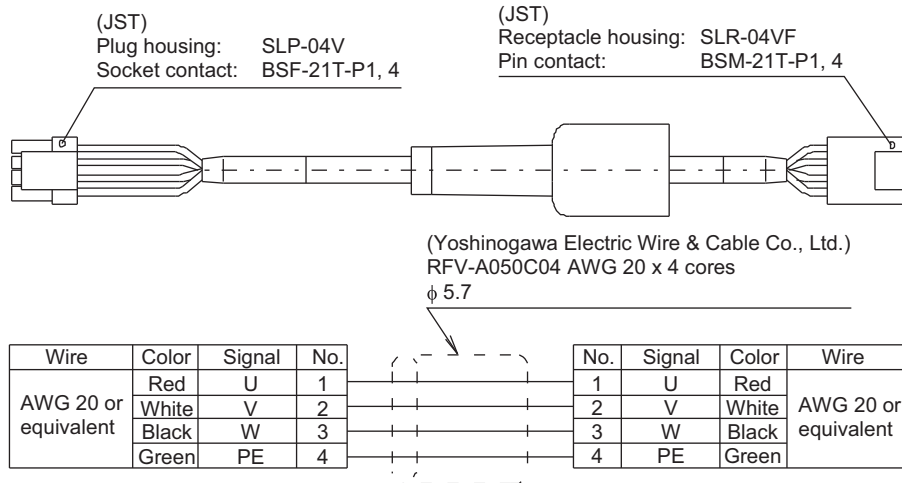 (JST)
Plug housing: SLP-04V
Socket contact: BSF-21T-P1, 4
(JST)
Receptacle housing: SLR-04VF
Pin contact: BSM-21T-P1, 4
(Yoshinogawa Electric Wire & Cable Co., Ltd.)
RFV-A050C04 AWG 20 x 4 cores
ϕ 5.7
Wire Color Signal No.
AWG 20 or equivalent
Red U 1
White V 2
Black W 3
Green PE 4
No. Signal Color Wire
1 U Red
2 V White
3 W Black
4 PE Green
AWG 20 or equivalent